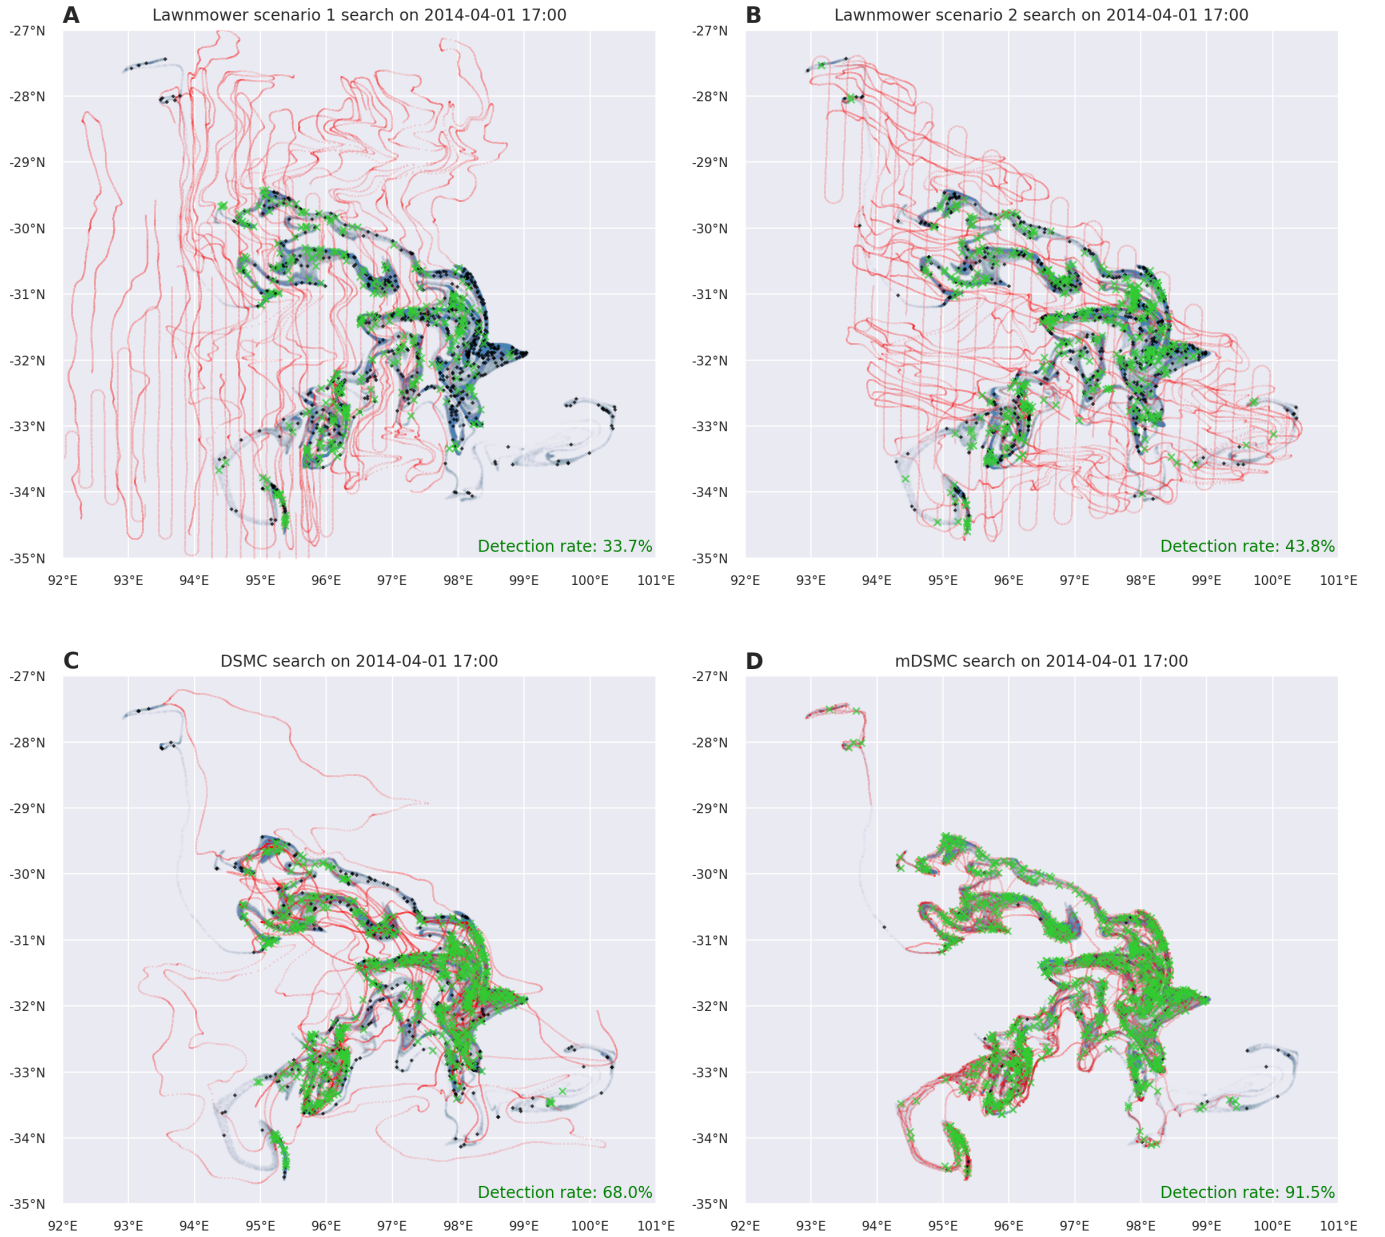 A Lawnmower scenario 1 search on 2014-04-01 17:00
-27°N
-28°N
-29°N
-30°N
-31°N
-32°N
-33°N
-34°N
-35°N
Detection rate: 33.7%
92°E 93°E 94°E 95°E 96°E 97°E 98°E 99°E 100°E 101°E
B Lawnmower scenario 2 search on 2014-04-01 17:00
-27°N
-28°N
-29°N
-30°N
-31°N
-32°N
-33°N
-34°N
-35°N
Detection rate: 43.8%
92°E 93°E 94°E 95°E 96°E 97°E 98°E 99°E 100°E 101°E
C DSMC search on 2014-04-01 17:00
-27°N
-28°N
-29°N
-30°N
-31°N
-32°N
-33°N
-34°N
-35°N
Detection rate: 68.0%
92°E 93°E 94°E 95°E 96°E 97°E 98°E 99°E 100°E 101°E
D mDSMC search on 2014-04-01 17:00
-27°N
-28°N
-29°N
-30°N
-31°N
-32°N
-33°N
-34°N
-35°N
Detection rate: 91.5%
92°E 93°E 94°E 95°E 96°E 97°E 98°E 99°E 100°E 101°E